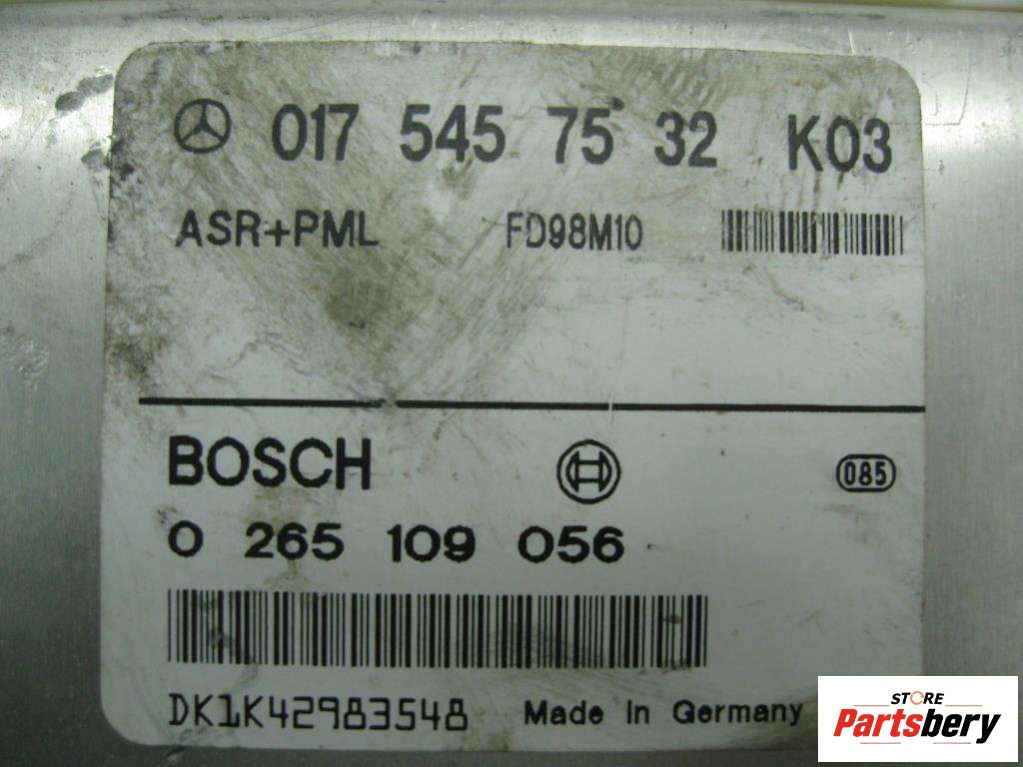 017 545 75 32 K03
ASR+PML FD98M10
BOSCH 085
0 265 109 056
DK1K42983548 Made in Germany
STORE
Partsbery